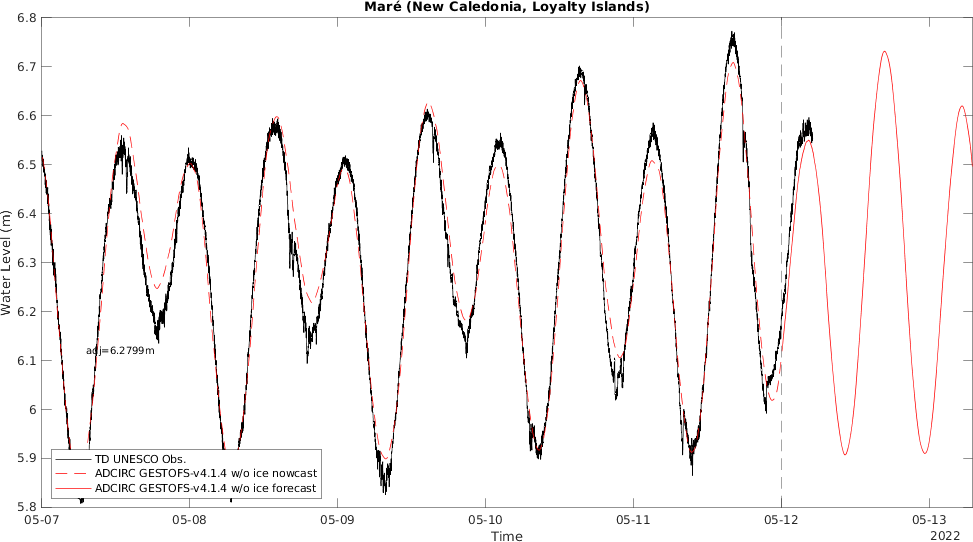 Maré (New Caledonia, Loyalty Islands)
6.8
6.7
6.6
6.5
6.4
6.3
6.2
6.1
6
5.9
5.8
Water Level (m)
adj=6.2799m
TD UNESCO Obs.
ADCIRC GESTOFS-v4.1.4 w/o ice nowcast
ADCIRC GESTOFS-v4.1.4 w/o ice forecast
05-07 05-08 05-09 05-10 05-11 05-12 05-13
Time
2022